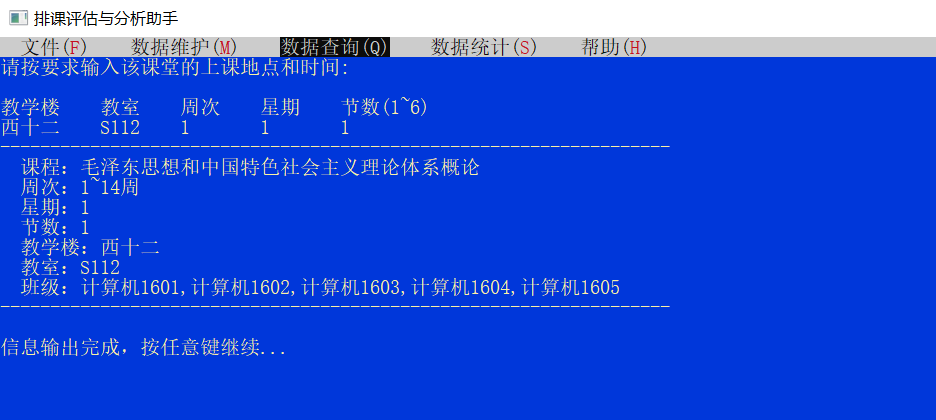 排课评估与分析助手
文件(F) 数据维护(M) 数据查询(Q) 数据统计(S) 帮助(H)
请按要求输入该课堂的上课地点和时间:
教学楼 教室 周次 星期 节数(1~6)
西十二 S112 1 1 1
-------------------------------------------------------------------
课程: 毛泽东思想和中国特色社会主义理论体系概论
周次: 1~14周
星期: 1
节数: 1
教学楼: 西十二
教室: S112
班级: 计算机1601,计算机1602,计算机1603,计算机1604,计算机1605
-------------------------------------------------------------------
信息输出完成, 按任意键继续...